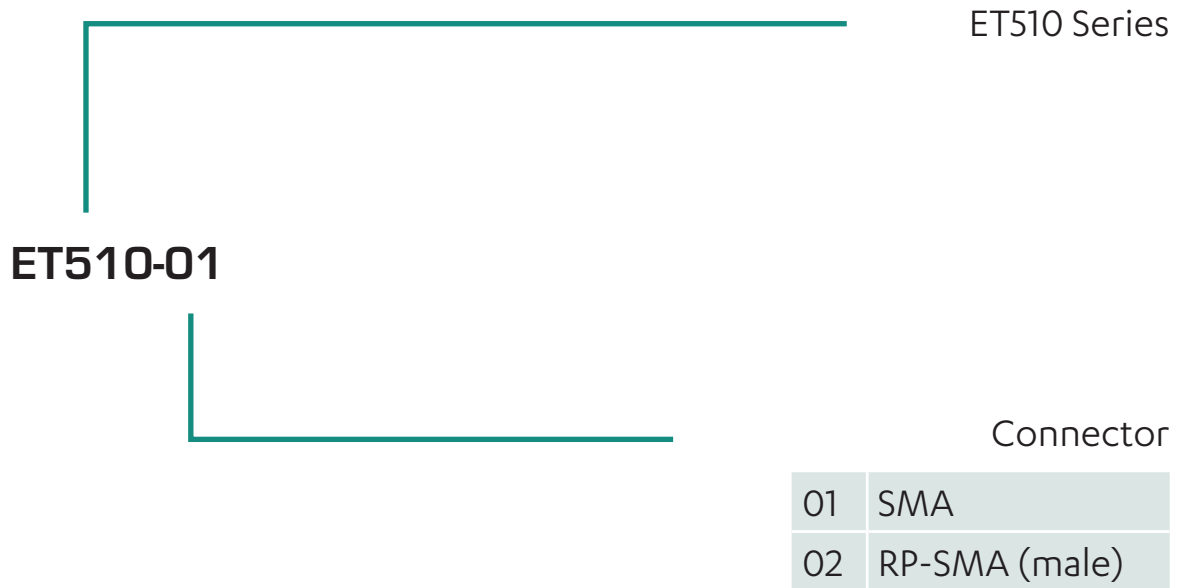 ET510 Series
ET510-01
Connector
01 SMA
02 RP-SMA (male)